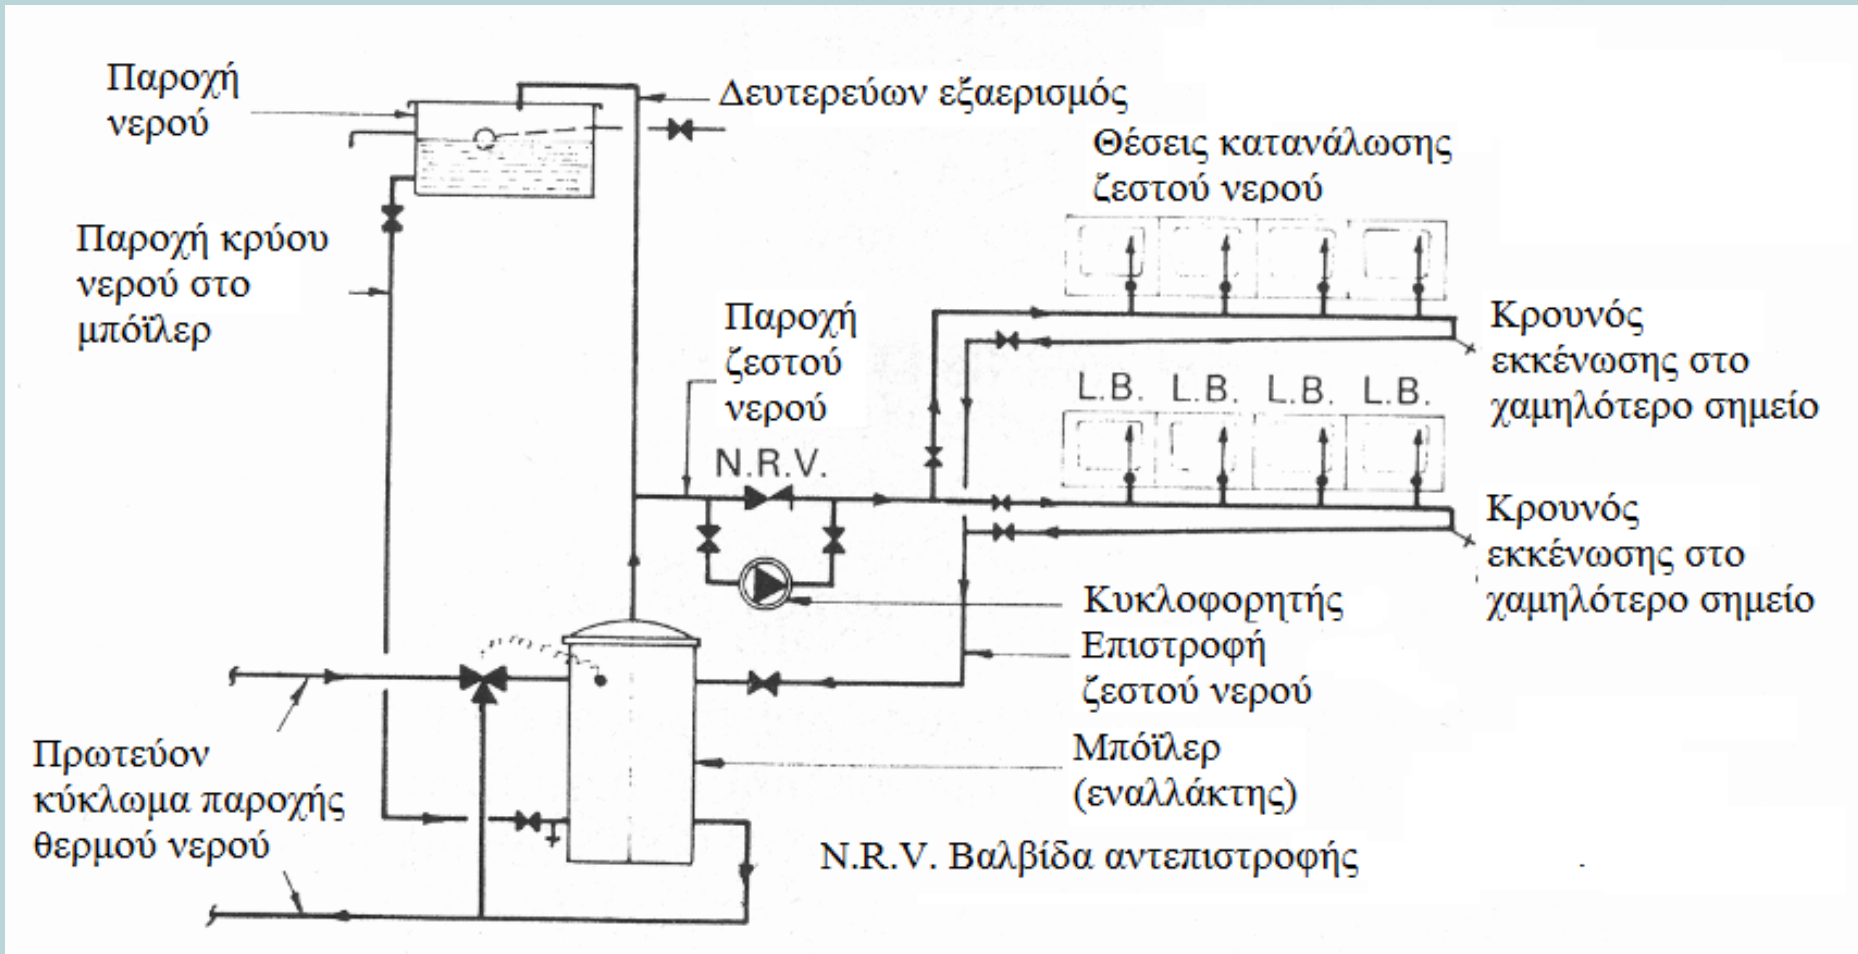 Παροχή
νερού
Δευτερεύων εξαερισμός
Θέσεις κατανάλωσης
ζεστού νερού
Παροχή κρύου
νερού στο
μπόϊλερ
Παροχή
ζεστού
νερού
Κρουνός
εκκένωσης στο
χαμηλότερο σημείο
L.B. L.B. L.B. L.B.
N.R.V.
Κρουνός
εκκένωσης στο
χαμηλότερο σημείο
Κυκλοφορητής
Επιστροφή
ζεστού νερού
Πρωτεύον
κύκλωμα παροχής
θερμού νερού
Μπόϊλερ
(εναλλάκτης)
N.R.V. Βαλβίδα αντεπιστροφής